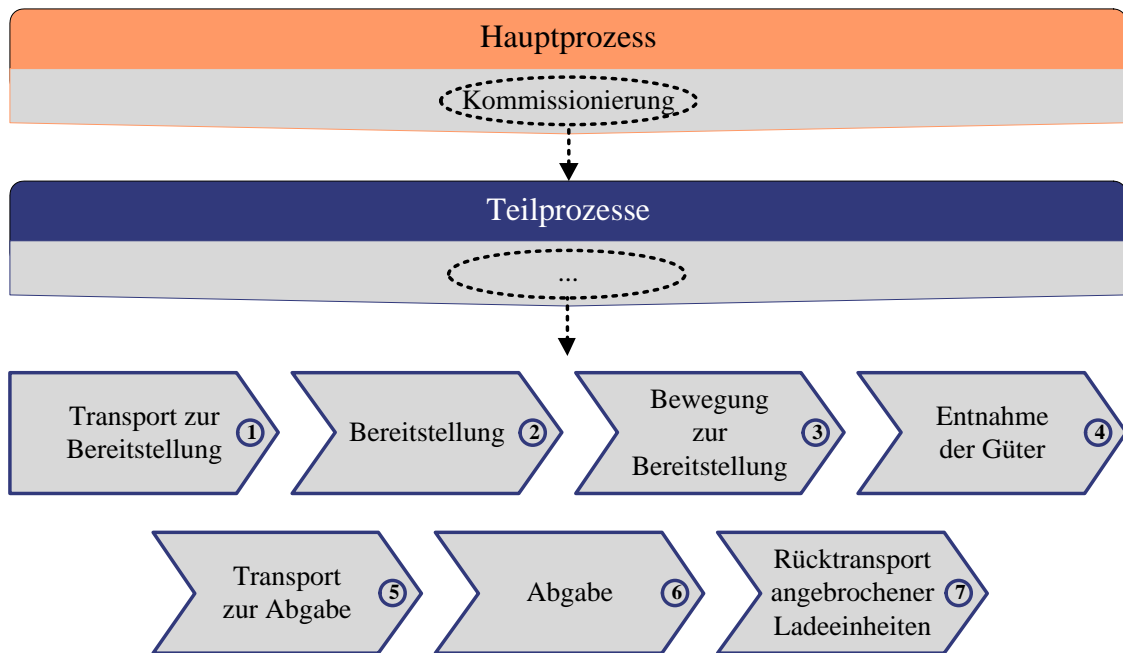 Hauptprozess
Kommissionierung
Teilprozesse
...
Transport zur
Bereitstellung
1
Bereitstellung
2
Bewegung
zur
Bereitstellung
3
Entnahme
der Güter
4
Transport
zur Abgabe
5
Abgabe
6
Rücktransport
angebrochener
Ladeeinheiten
7